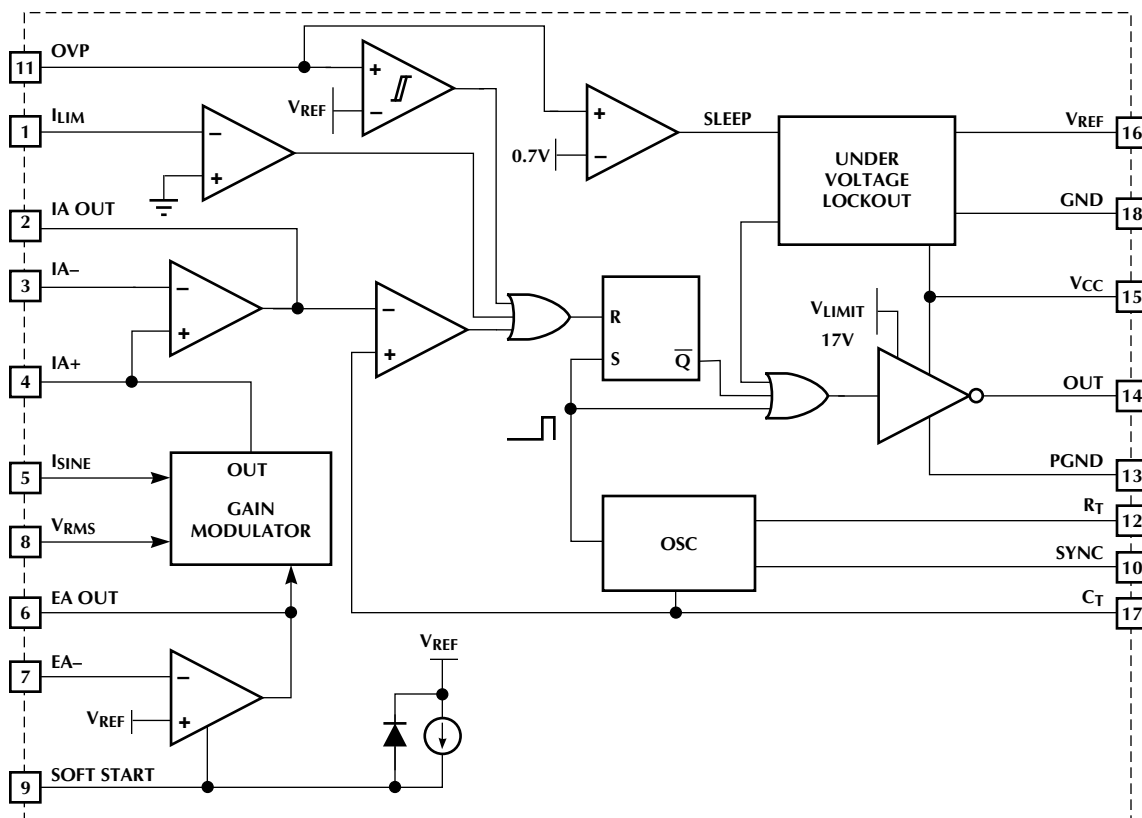 11 OVP
1 ILIM
2 IA OUT
3 IA–
4 IA+
5 ISINE
8 VRMS
6 EA OUT
7 EA–
9 SOFT START
VREF
+
–
–
+
0.7V
+
–
SLEEP
UNDER
VOLTAGE
LOCKOUT
–
+
–
+
R
S
Q̅
VLIMIT
17V
OUT
GAIN
MODULATOR
OSC
–
+
VREF
VREF
VREF 16
GND 18
VCC 15
OUT 14
PGND 13
RT 12
SYNC 10
CT 17